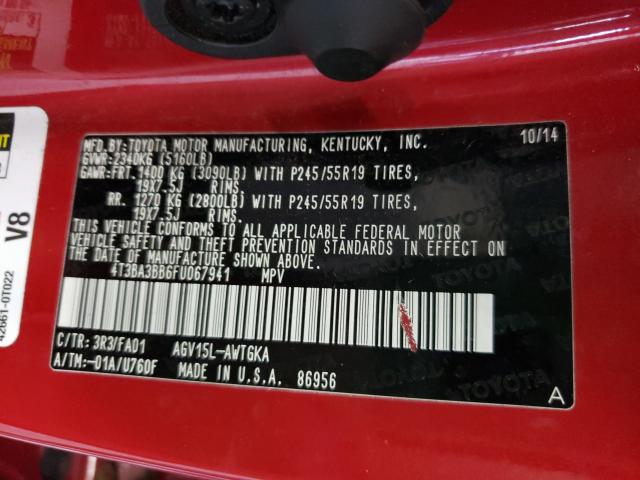 MFD.BY:TOYOTA MOTOR MANUFACTURING, KENTUCKY, INC. 10/14
GVWR:2340KG (5160LB)
GAWR:FRT.1400 KG (3090LB) WITH P245/55R19 TIRES,
19X7.5J RIMS.
RR. 1270 KG (2800LB) WITH P245/55R19 TIRES,
19X7.5J RIMS.
THIS VEHICLE CONFORMS TO ALL APPLICABLE FEDERAL MOTOR
VEHICLE SAFETY AND THEFT PREVENTION STANDARDS IN EFFECT ON
THE DATE OF MANUFACTURE SHOWN ABOVE.
4T3BA3BB6FU067941 MPV
C/TR: 3R3/FA01 AGV15L-AWTGKA
A/TM:-01A/U760F MADE IN U.S.A. 86956
A
V8
42661-0T022